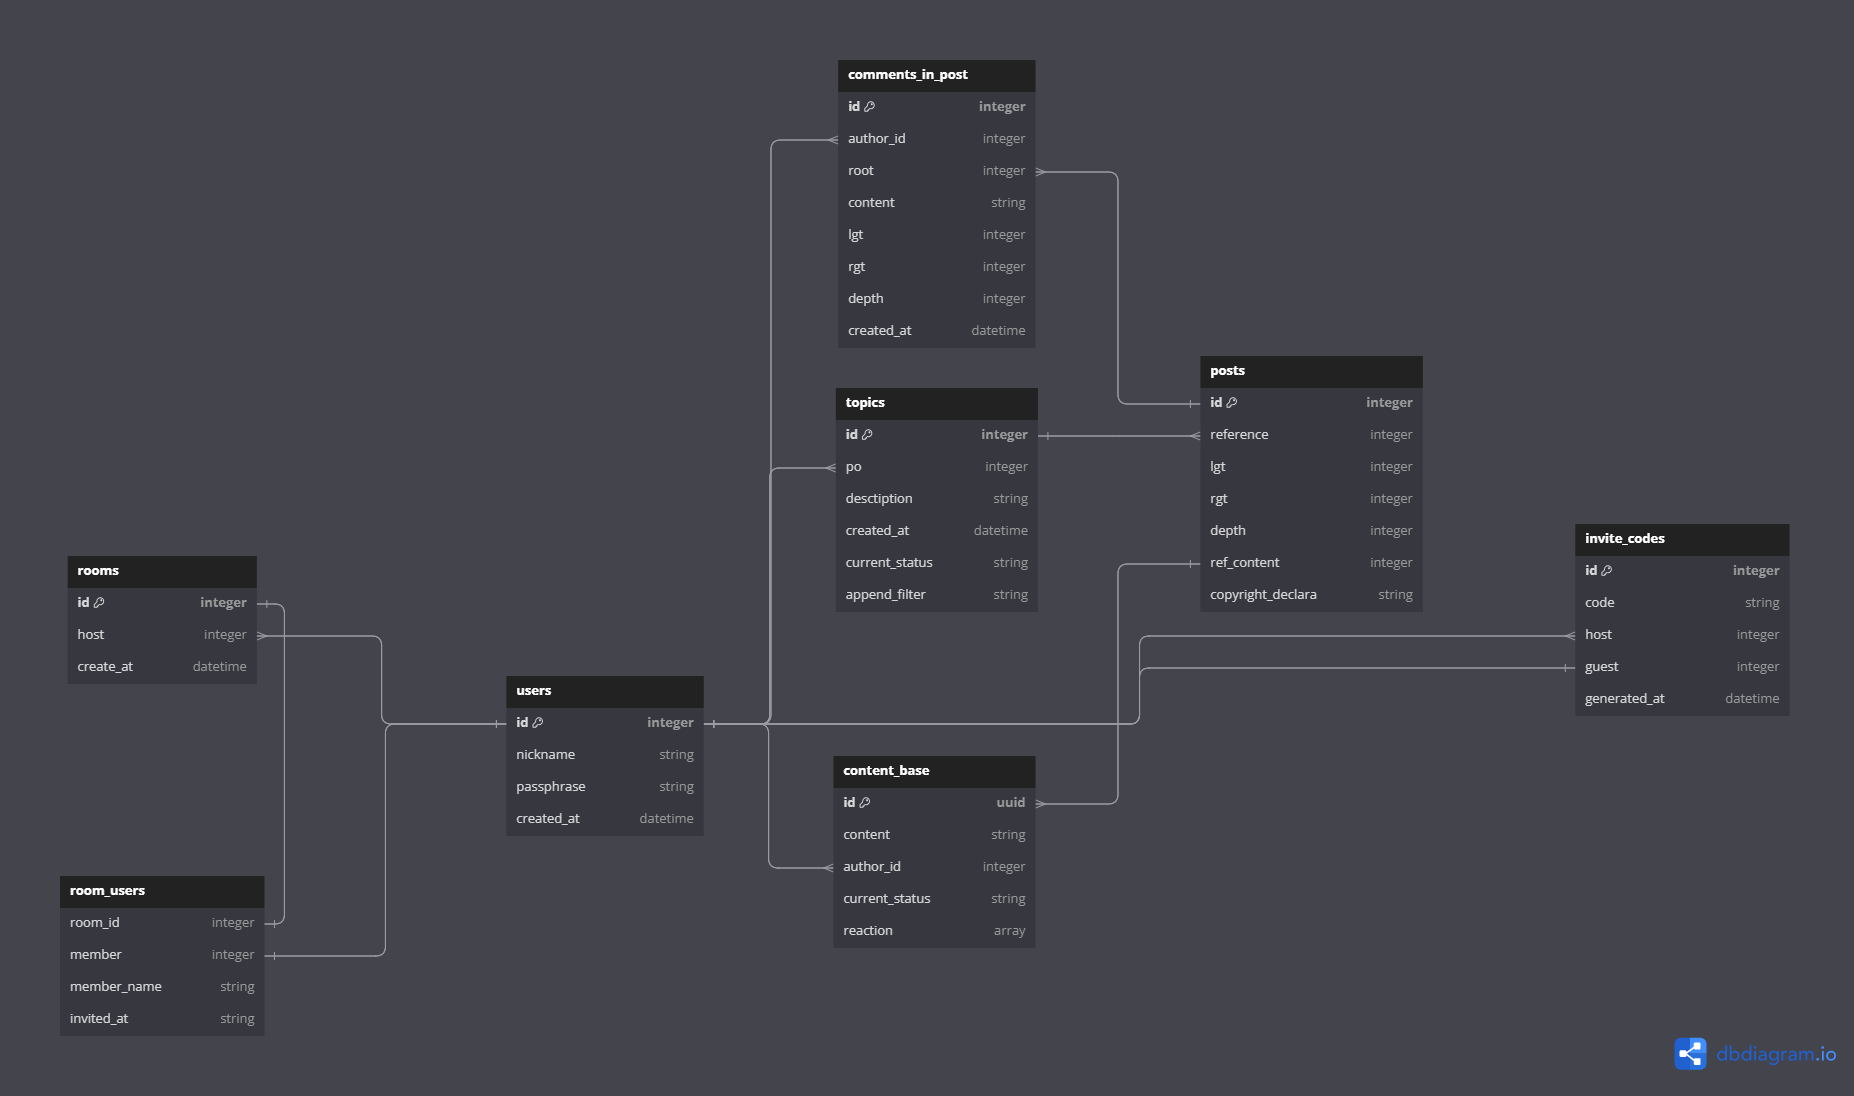 comments_in_post
id integer
author_id integer
root integer
content string
lgt integer
rgt integer
depth integer
created_at datetime
posts
id integer
reference integer
lgt integer
rgt integer
depth integer
ref_content integer
copyright_declara string
topics
id integer
po integer
desctiption string
created_at datetime
current_status string
append_filter string
invite_codes
id integer
code string
host integer
guest integer
generated_at datetime
rooms
id integer
host integer
create_at datetime
users
id integer
nickname string
passphrase string
created_at datetime
content_base
id uuid
content string
author_id integer
current_status string
reaction array
room_users
room_id integer
member integer
member_name string
invited_at string
dbdiagram.io